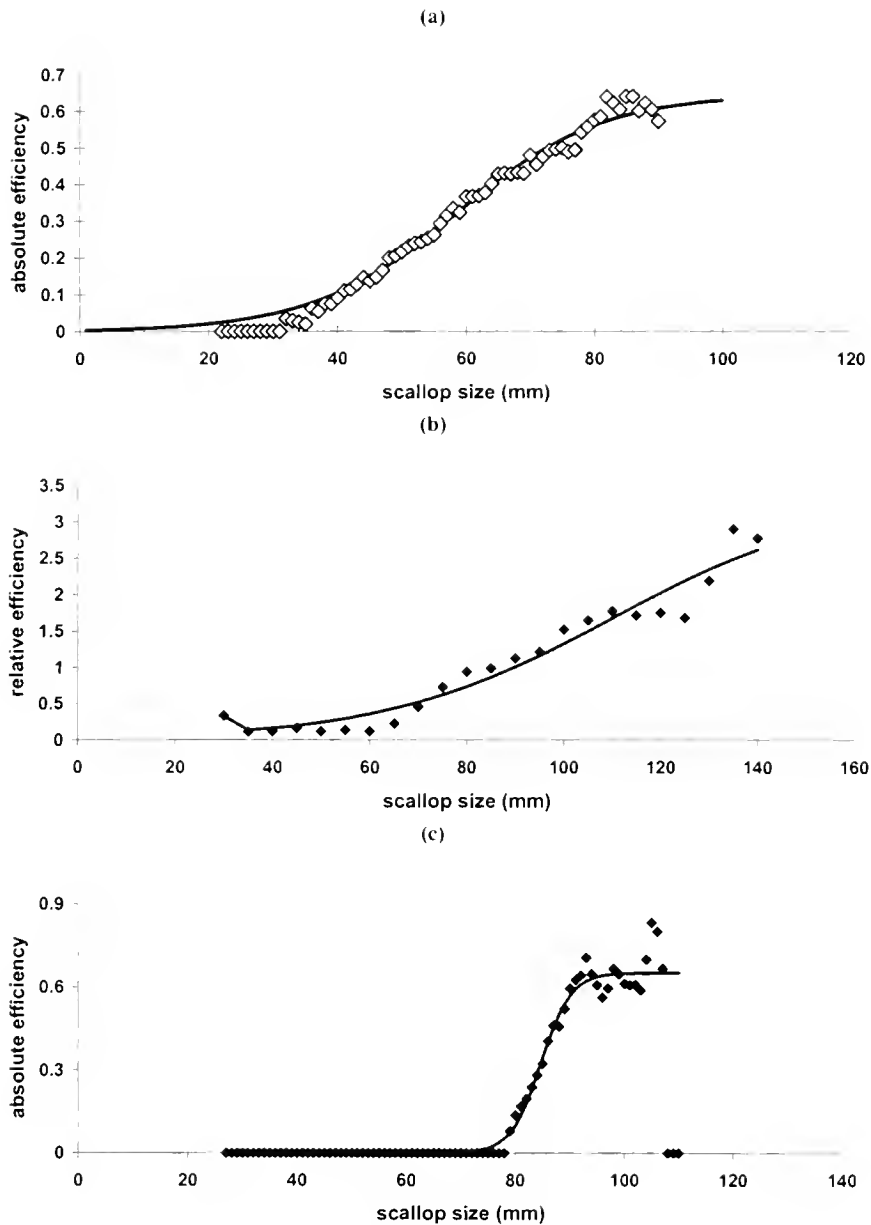 (a)
0.7
0.6
0.5
0.4
0.3
0.2
0.1
0
absolute efficiency
0 20 40 60 80 100 120
scallop size (mm)
(b)
3.5
3
2.5
2
1.5
1
0.5
0
relative efficiency
0 20 40 60 80 100 120 140 160
scallop size (mm)
(c)
0.9
0.6
0.3
0
absolute efficiency
0 20 40 60 80 100 120 140
scallop size (mm)